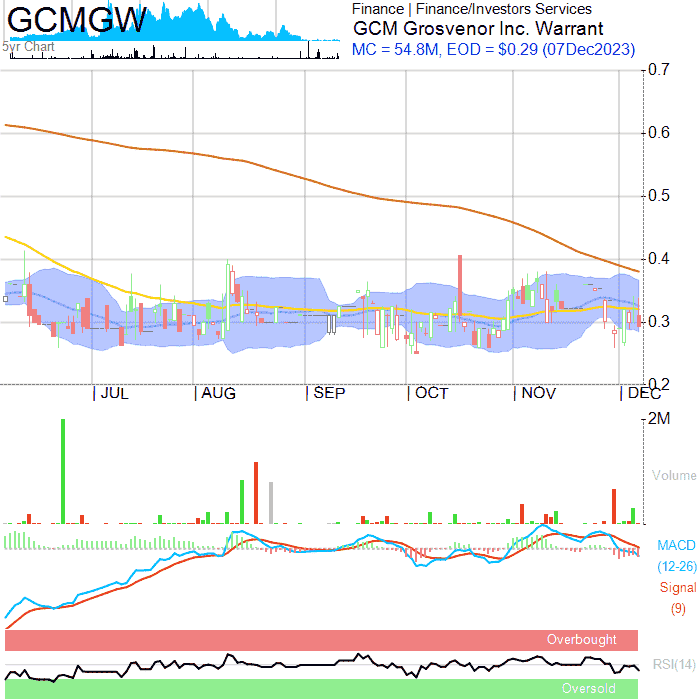 GCMGW
5yr Chart
Finance | Finance/Investors Services
GCM Grosvenor Inc. Warrant
MC = 54.8M, EOD = $0.29 (07Dec2023)
0.7
0.6
0.5
0.4
0.3
0.2
| JUL | AUG | SEP | OCT | NOV | DEC
2M
Volume
MACD
(12-26)
Signal
(9)
Overbought
RSI(14)
Oversold